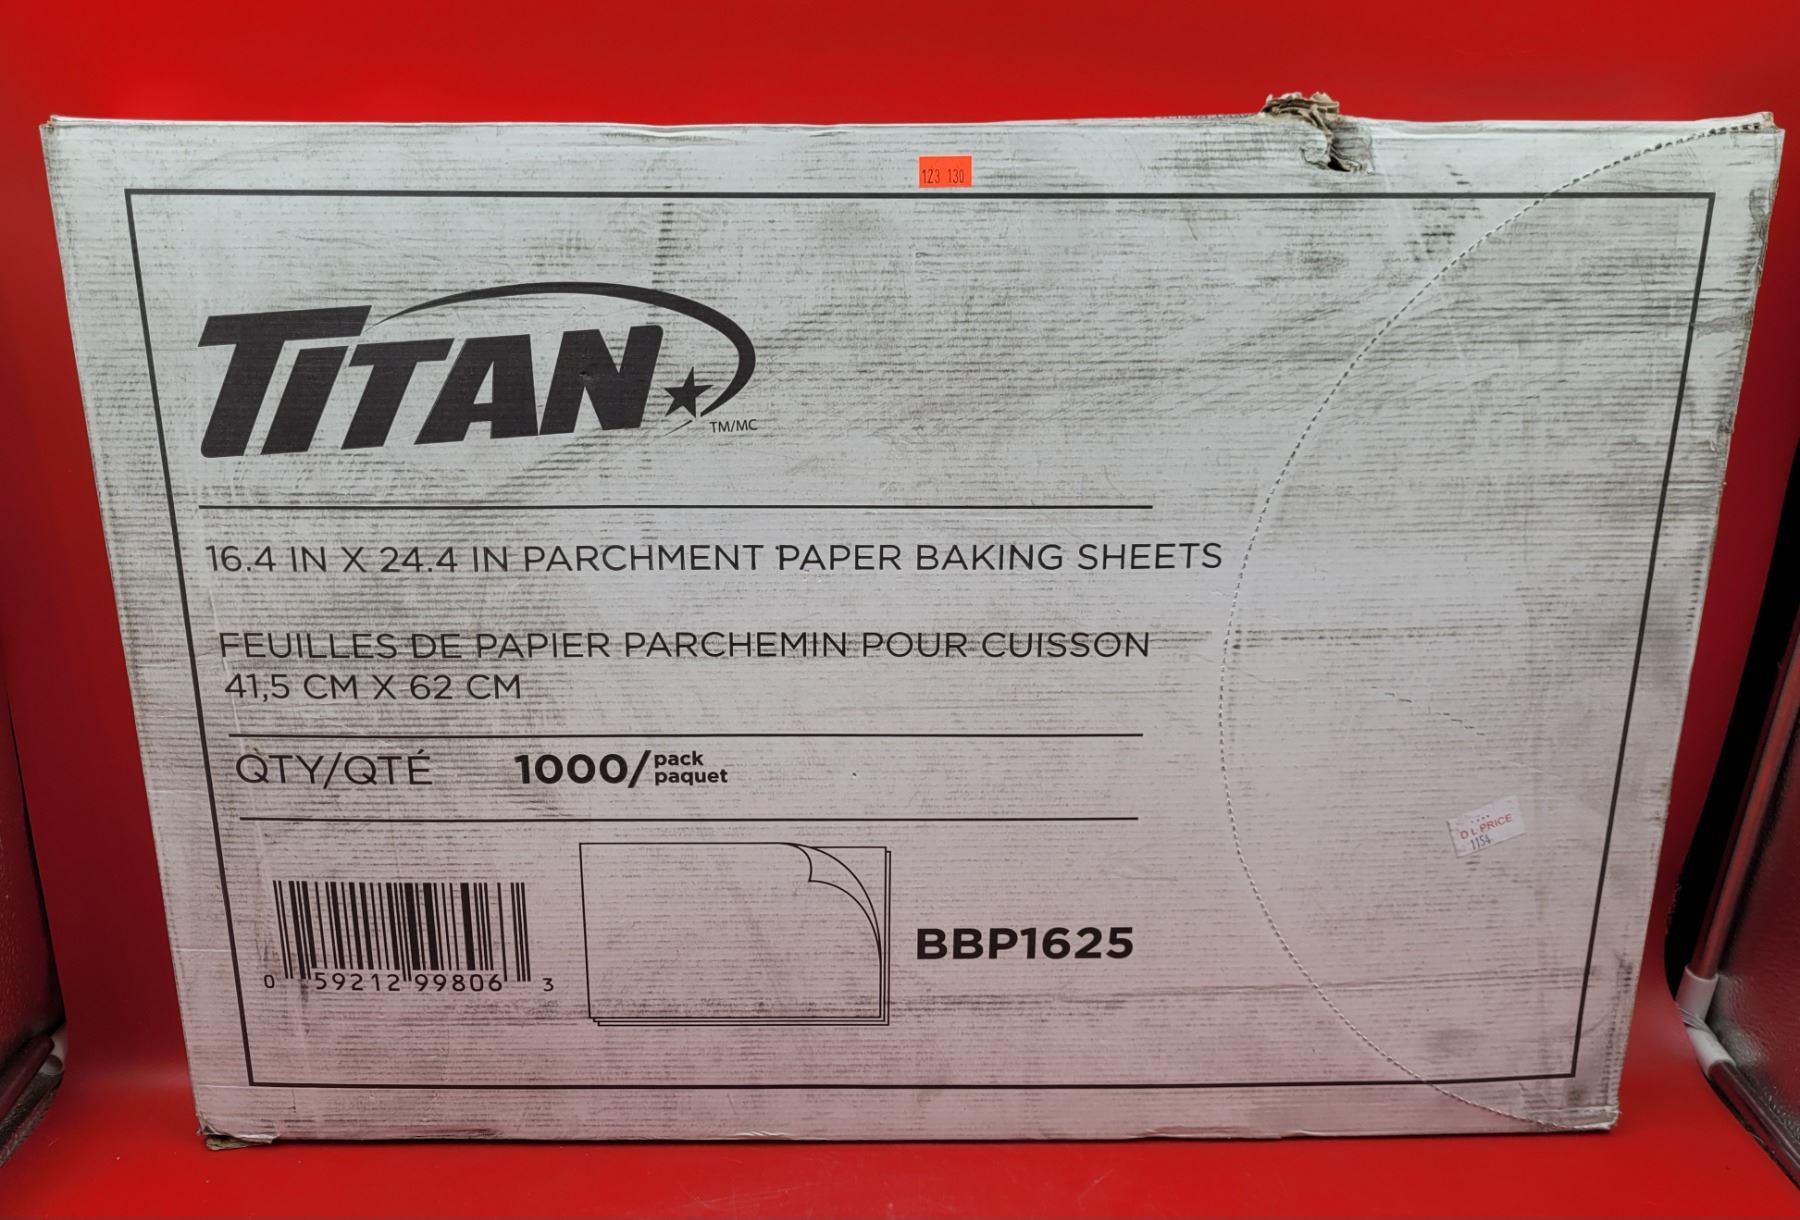 123 130
TITAN
TM/MC
16.4 IN X 24.4 IN PARCHMENT PAPER BAKING SHEETS
FEUILLES DE PAPIER PARCHEMIN POUR CUISSON
41,5 CM X 62 CM
QTY/QTÉ 1000/pack
paquet
0 59212 99806 3
BBP1625
PRICE